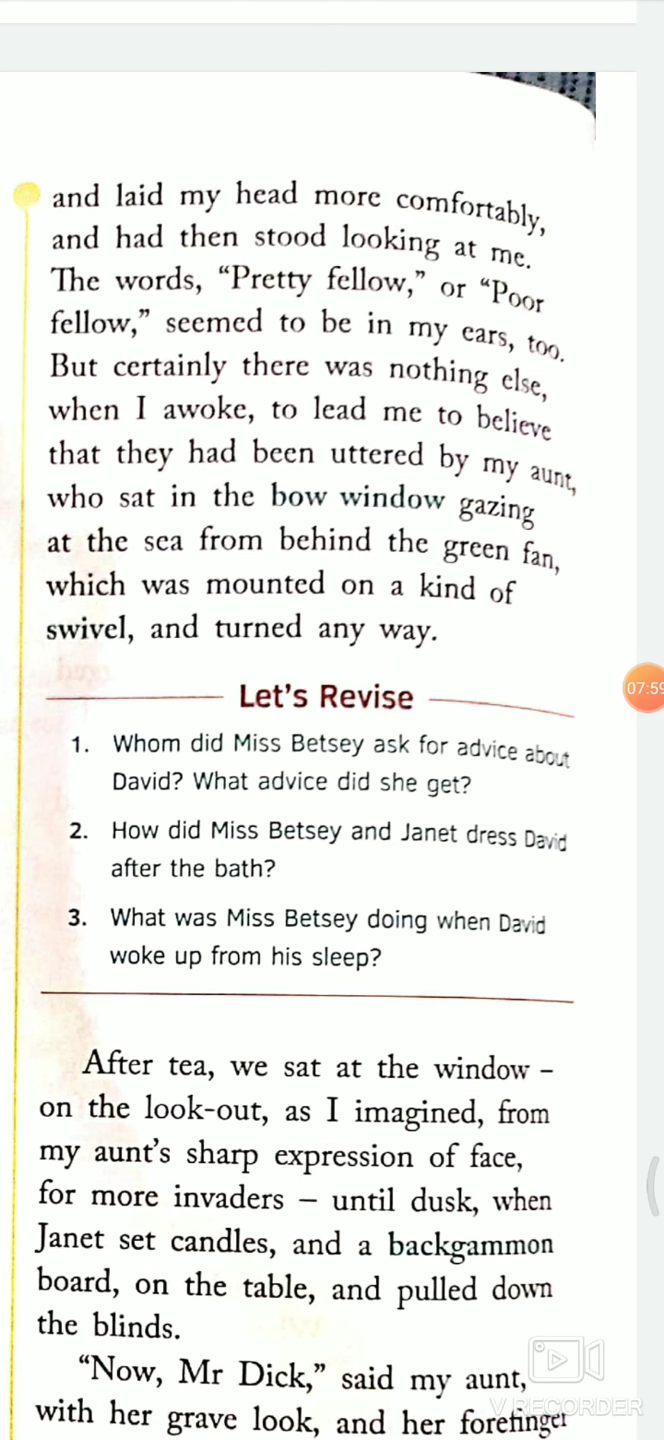 and laid my head more comfortably,
and had then stood looking at me.
The words, “Pretty fellow,” or “Poor
fellow,” seemed to be in my ears, too.
But certainly there was nothing else,
when I awoke, to lead me to believe
that they had been uttered by my aunt,
who sat in the bow window gazing
at the sea from behind the green fan,
which was mounted on a kind of
swivel, and turned any way.
Let's Revise
07:59
1. Whom did Miss Betsey ask for advice about
David? What advice did she get?
2. How did Miss Betsey and Janet dress David
after the bath?
3. What was Miss Betsey doing when David
woke up from his sleep?
After tea, we sat at the window –
on the look-out, as I imagined, from
my aunt's sharp expression of face,
for more invaders – until dusk, when
Janet set candles, and a backgammon
board, on the table, and pulled down
the blinds.
“Now, Mr Dick,” said my aunt,
with her grave look, and her forefinger
V RECORDER